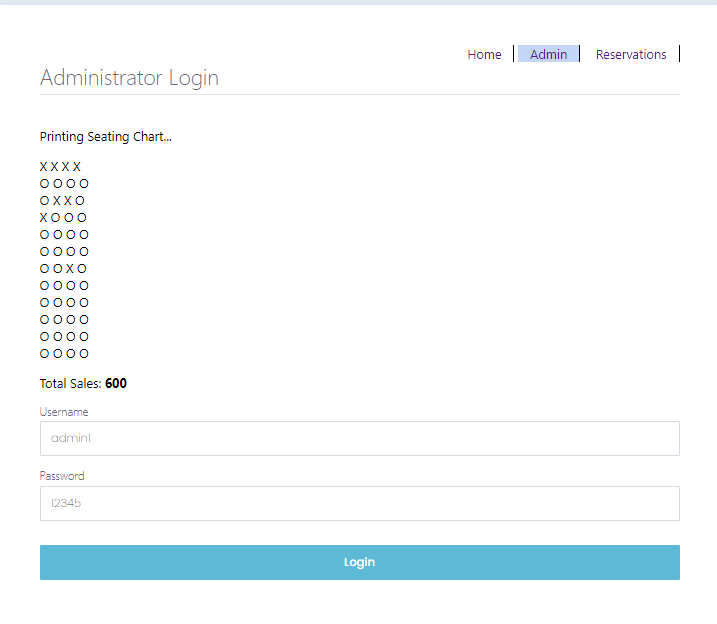 Home Admin Reservations
Administrator Login
Printing Seating Chart...
X X X X
O O O O
O X X O
X O O O
O O O O
O O O O
O O X O
O O O O
O O O O
O O O O
O O O O
O O O O
Total Sales: 600
Username
admin1
Password
12345
Login